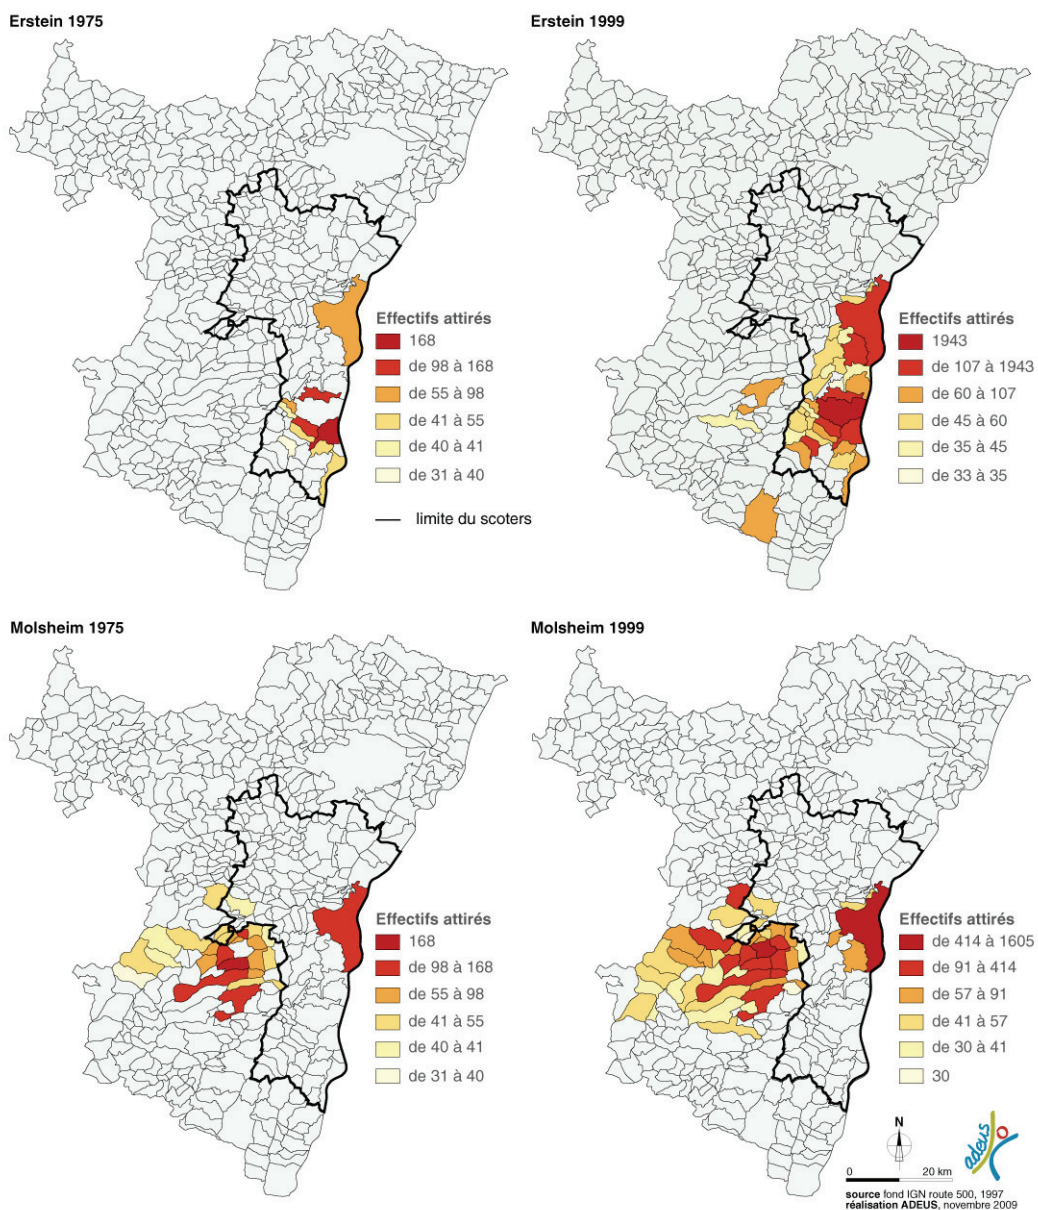 Erstein 1975
Effectifs attirés
168
de 98 à 168
de 55 à 98
de 41 à 55
de 40 à 41
de 31 à 40
limite du scoters
Erstein 1999
Effectifs attirés
1943
de 107 à 1943
de 60 à 107
de 45 à 60
de 35 à 45
de 33 à 35
Molsheim 1975
Effectifs attirés
168
de 98 à 168
de 55 à 98
de 41 à 55
de 40 à 41
de 31 à 40
Molsheim 1999
Effectifs attirés
de 414 à 1605
de 91 à 414
de 57 à 91
de 41 à 57
de 30 à 41
30
N
adeus
0 20 km
source fond IGN route 500, 1997
réalisation ADEUS, novembre 2009